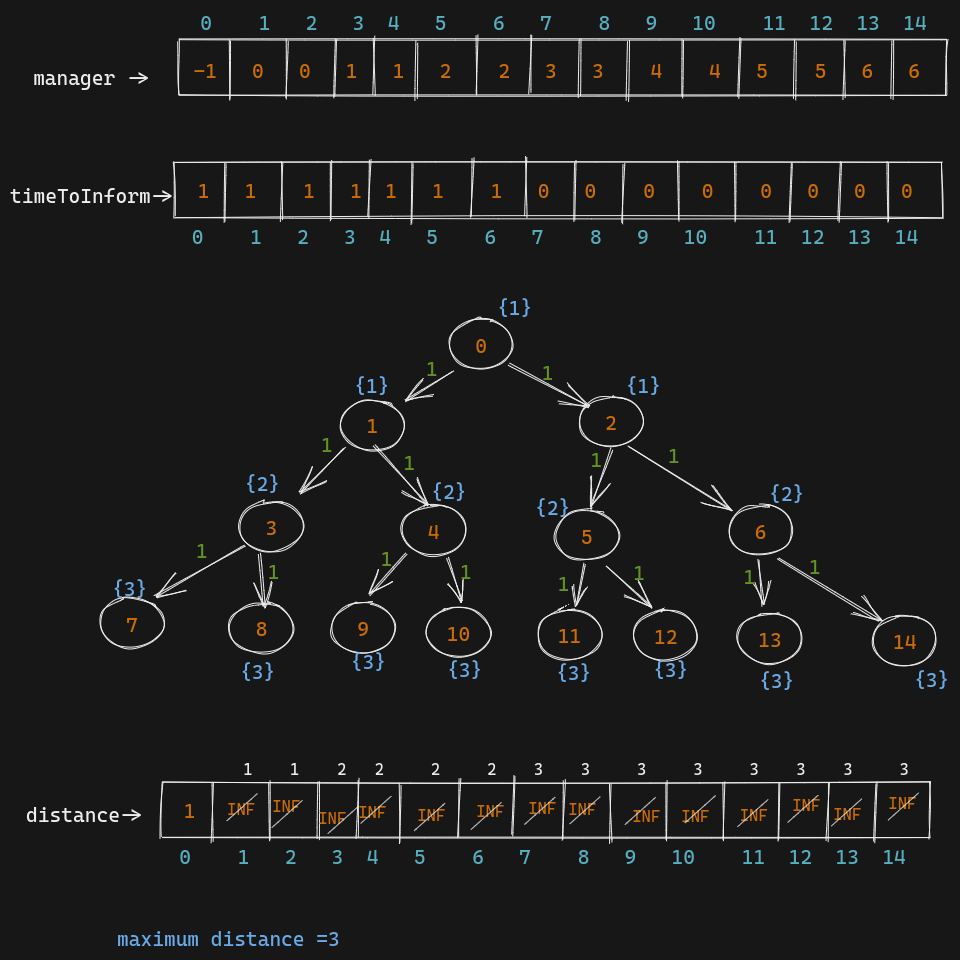 0 1 2 3 4 5 6 7 8 9 10 11 12 13 14
manager → -1 0 0 1 1 2 2 3 3 4 4 5 5 6 6
timeToInform → 1 1 1 1 1 1 1 0 0 0 0 0 0 0 0
0 1 2 3 4 5 6 7 8 9 10 11 12 13 14
{1}
0
1 1
{1} {1}
1 2
1 1 1 1
{2} {2} {2} {2}
3 4 5 6
1 1 1 1 1 1 1 1
{3}
7 8 9 10 11 12 13 14
{3} {3} {3} {3} {3} {3} {3}
1 1 2 2 2 2 3 3 3 3 3 3 3 3
distance → 1 INF INF INF INF INF INF INF INF INF INF INF INF INF INF
0 1 2 3 4 5 6 7 8 9 10 11 12 13 14
maximum distance =3